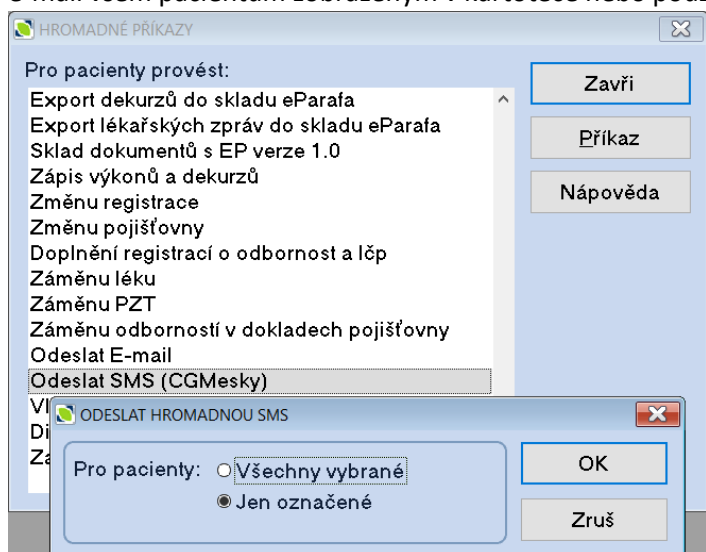 HROMADNÉ PŘÍKAZY
Pro pacienty provést:
Export dekurzů do skladu eParafa
Export lékařských zpráv do skladu eParafa
Sklad dokumentů s EP verze 1.0
Zápis výkonů a dekurzů
Změnu registrace
Změnu pojišťovny
Doplnění registrací o odbornost a lčp
Záměnu léku
Záměnu PZT
Záměnu odborností v dokladech pojišťovny
Odeslat E-mail
Odeslat SMS (CGMesky)
Zavři
Příkaz
Nápověda
ODESLAT HROMADNOU SMS
Pro pacienty:
Všechny vybrané
Jen označené
OK
Zruš